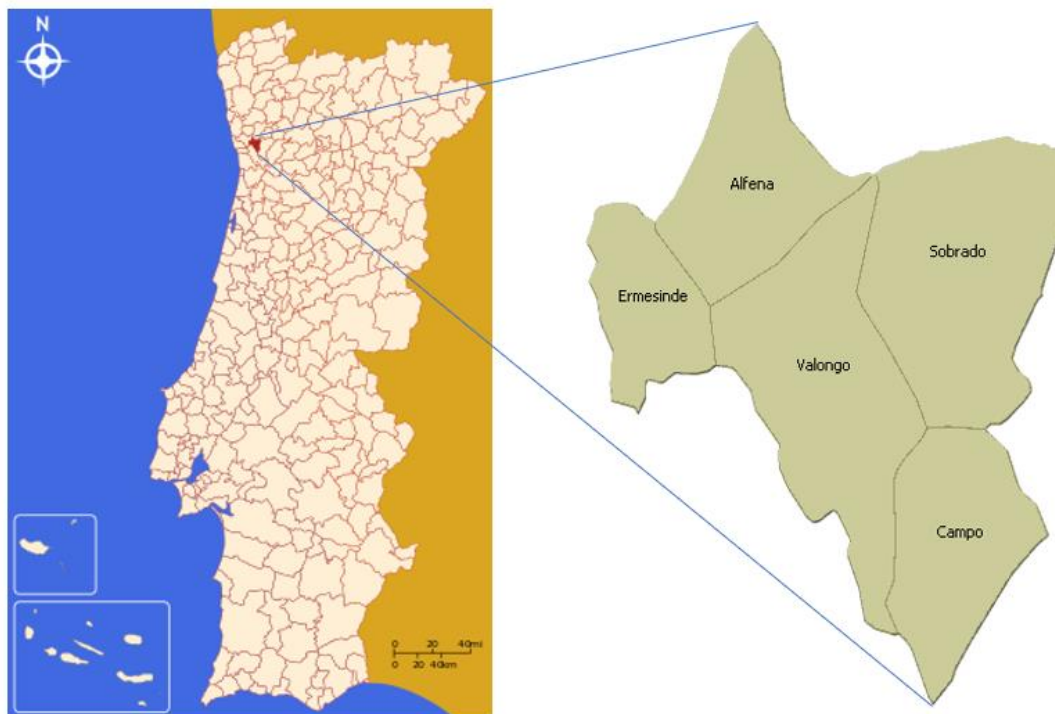 N
Alfena
Sobrado
Ermesinde
Valongo
Campo
0 20 40mi
0 20 40km